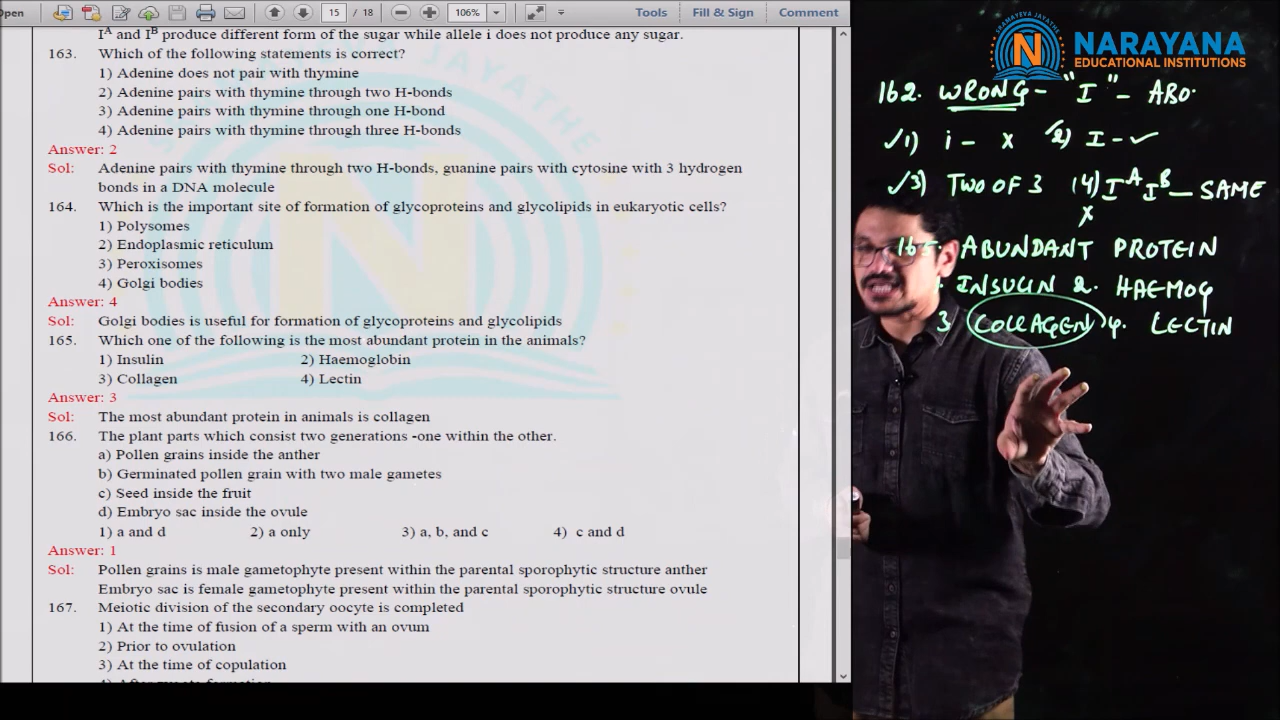 Open
15 / 18
106%
Tools
Fill & Sign
Comment
I^A and I^B produce different form of the sugar while allele i does not produce any sugar.
163. Which of the following statements is correct?
1) Adenine does not pair with thymine
2) Adenine pairs with thymine through two H-bonds
3) Adenine pairs with thymine through one H-bond
4) Adenine pairs with thymine through three H-bonds
Answer: 2
Sol: Adenine pairs with thymine through two H-bonds, guanine pairs with cytosine with 3 hydrogen
bonds in a DNA molecule
164. Which is the important site of formation of glycoproteins and glycolipids in eukaryotic cells?
1) Polysomes
2) Endoplasmic reticulum
3) Peroxisomes
4) Golgi bodies
Answer: 4
Sol: Golgi bodies is useful for formation of glycoproteins and glycolipids
165. Which one of the following is the most abundant protein in the animals?
1) Insulin 2) Haemoglobin
3) Collagen 4) Lectin
Answer: 3
Sol: The most abundant protein in animals is collagen
166. The plant parts which consist two generations -one within the other.
a) Pollen grains inside the anther
b) Germinated pollen grain with two male gametes
c) Seed inside the fruit
d) Embryo sac inside the ovule
1) a and d 2) a only 3) a, b, and c 4) c and d
Answer: 1
Sol: Pollen grains is male gametophyte present within the parental sporophytic structure anther
Embryo sac is female gametophyte present within the parental sporophytic structure ovule
167. Meiotic division of the secondary oocyte is completed
1) At the time of fusion of a sperm with an ovum
2) Prior to ovulation
3) At the time of copulation
SAMAYEVA JAYATHE
N
NARAYANA
EDUCATIONAL INSTITUTIONS
162. WRONG - "I" - ABO.
✓1) i - x 2) I - ✓
✓3) TWO OF 3 (4) I^A I^B - SAME
x
165. ABUNDANT PROTEIN
INSULIN 2. HAEMOG
3 COLLAGEN 4. LECTIN